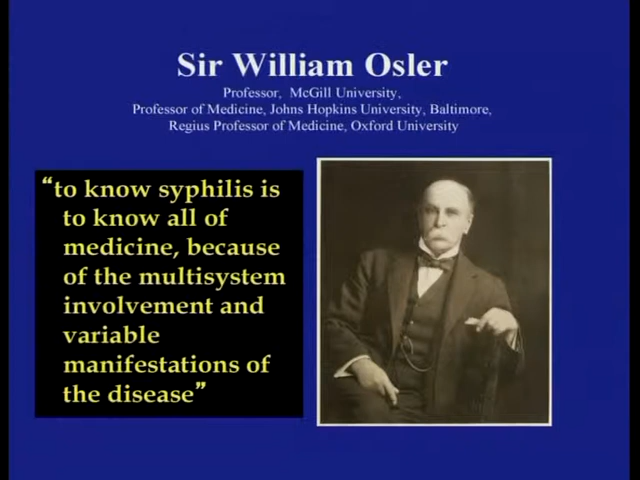 Sir William Osler
Professor, McGill University,
Professor of Medicine, Johns Hopkins University, Baltimore,
Regius Professor of Medicine, Oxford University
“to know syphilis is
to know all of
medicine, because
of the multisystem
involvement and
variable
manifestations of
the disease”